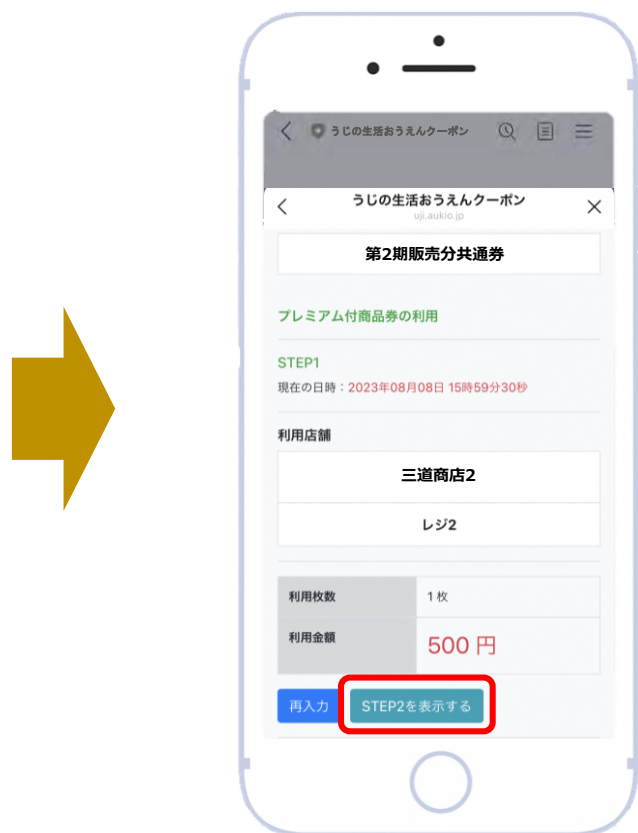 うじの生活おうえんクーポン
うじの生活おうえんクーポン
uji.aukio.jp
第2期販売分共通券
プレミアム付商品券の利用
STEP1
現在の日時：2023年08月08日 15時59分30秒
利用店舗
三道商店2
レジ2
利用枚数 1 枚
利用金額 500 円
再入力 STEP2を表示する